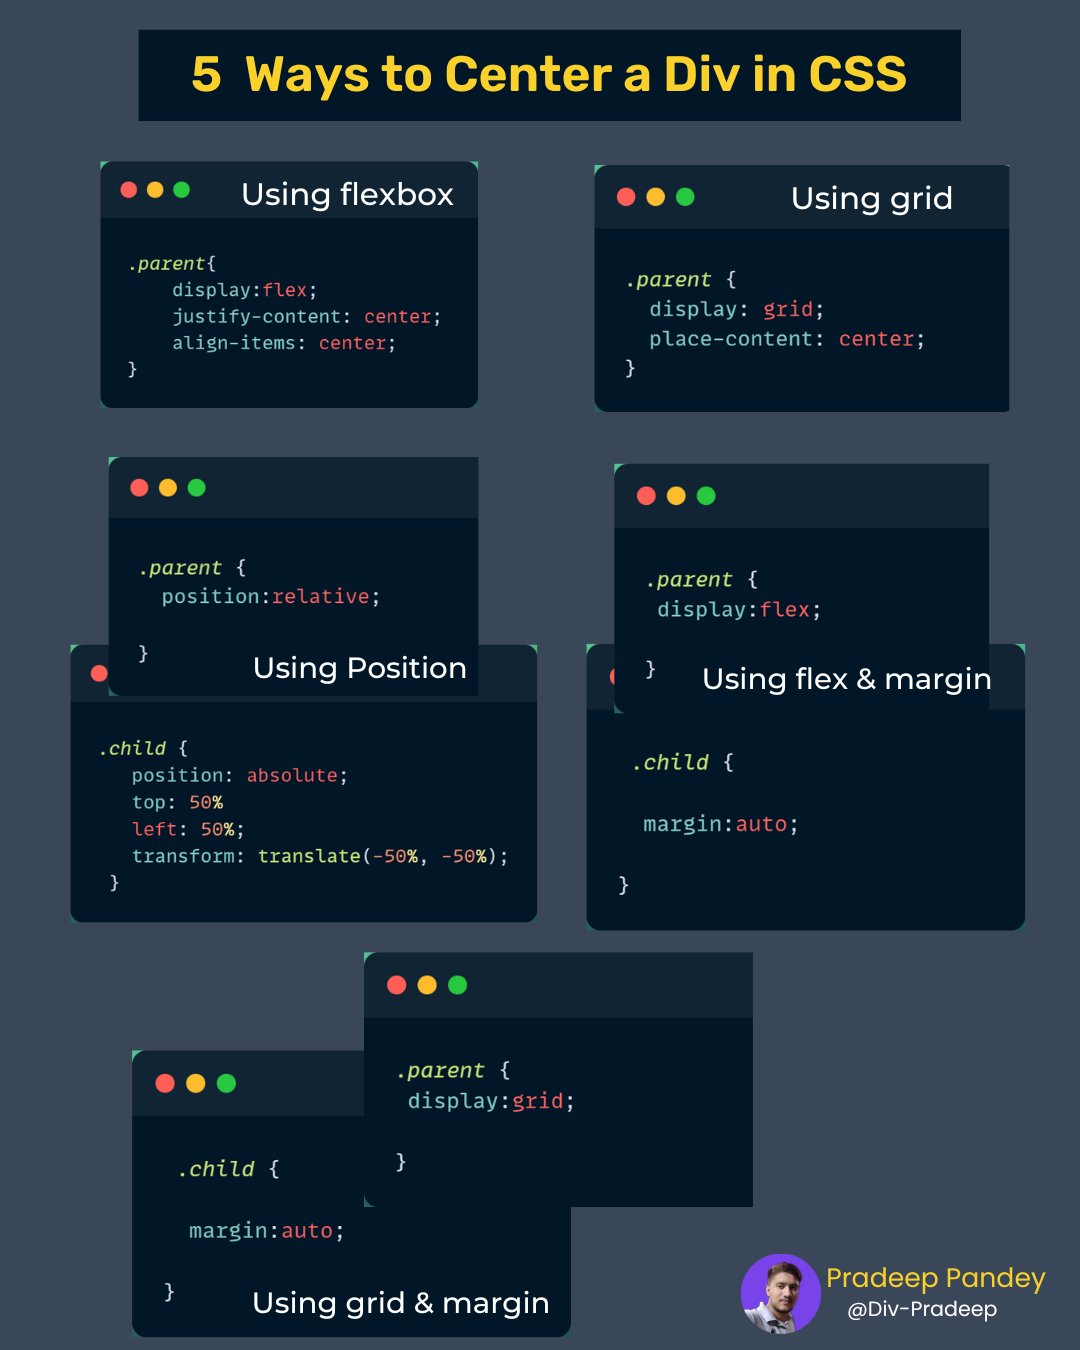 5 Ways to Center a Div in CSS
Using flexbox
.parent{
display:flex;
justify-content: center;
align-items: center;
}
Using grid
.parent {
display: grid;
place-content: center;
}
.parent {
position:relative;
}
Using Position
.child {
position: absolute;
top: 50%
left: 50%;
transform: translate(-50%, -50%);
}
.parent {
display:flex;
}
Using flex & margin
.child {
margin:auto;
}
.parent {
display:grid;
}
.child {
margin:auto;
}
Using grid & margin
Pradeep Pandey
@Div-Pradeep